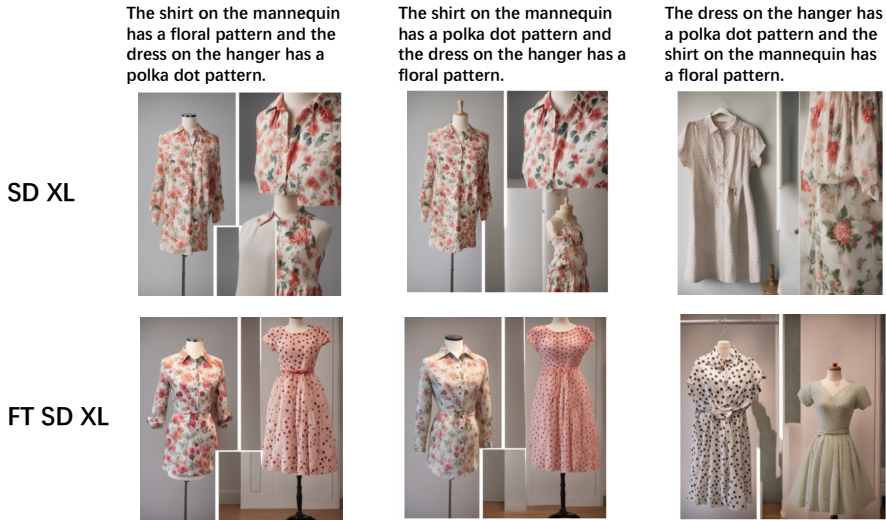 The shirt on the mannequin
has a floral pattern and the
dress on the hanger has a
polka dot pattern.
The shirt on the mannequin
has a polka dot pattern and
the dress on the hanger has a
floral pattern.
The dress on the hanger has
a polka dot pattern and the
shirt on the mannequin has
a floral pattern.
SD XL
FT SD XL